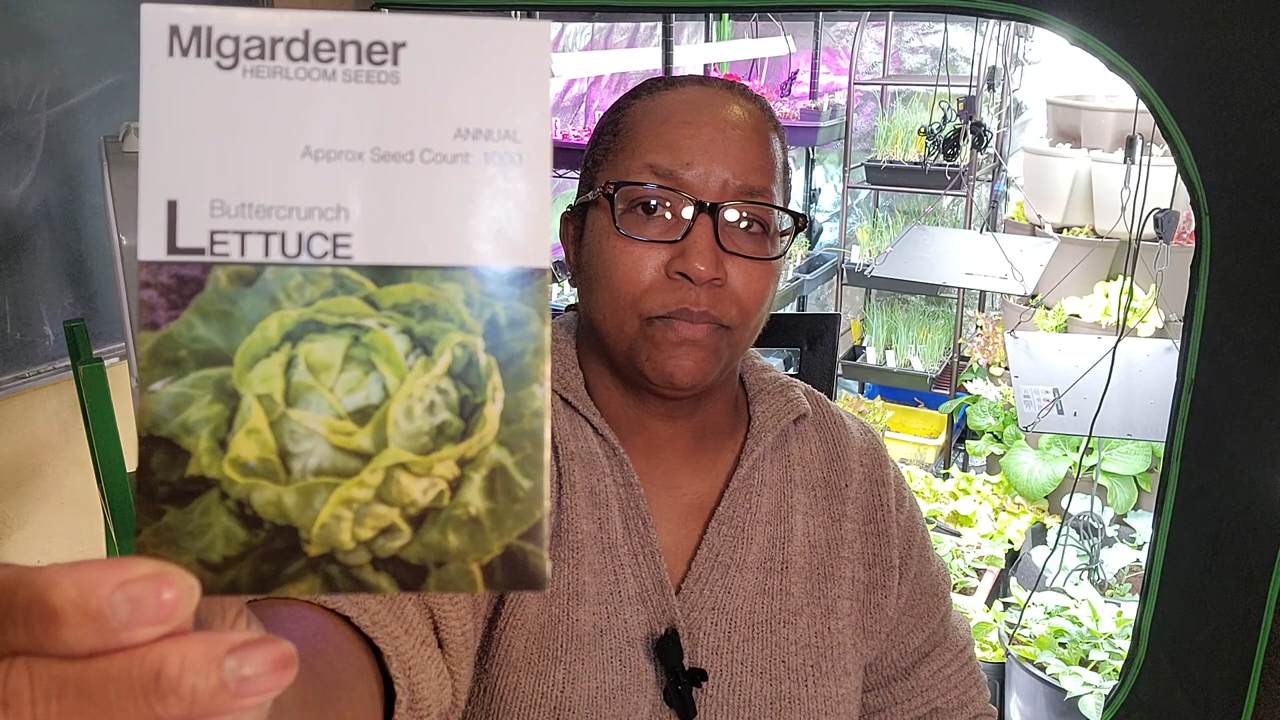 MIgardener
HEIRLOOM SEEDS
ANNUAL
Approx Seed Count: 1000
Buttercrunch
LETTUCE